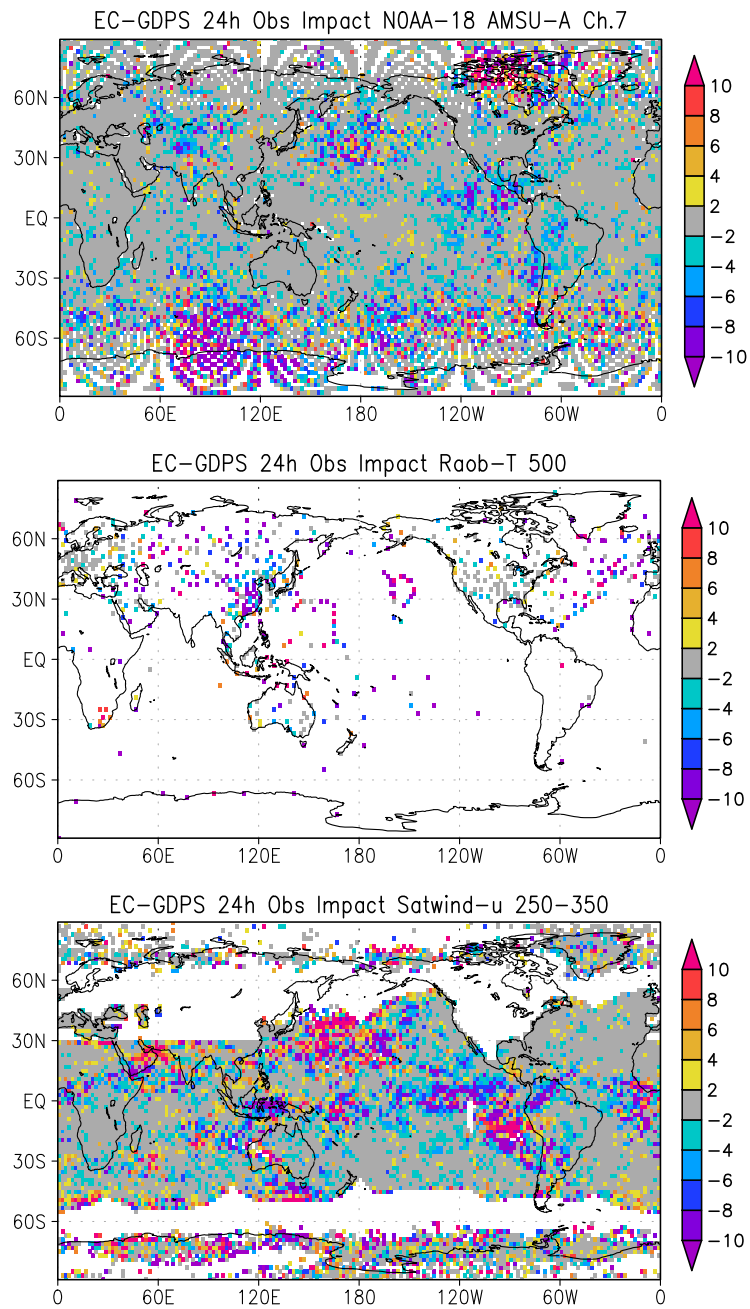 EC-GDPS 24h Obs Impact NOAA-18 AMSU-A Ch.7
60N
30N
EQ
30S
60S
0 60E 120E 180 120W 60W 0
10
8
6
4
2
-2
-4
-6
-8
-10
EC-GDPS 24h Obs Impact Raob-T 500
60N
30N
EQ
30S
60S
0 60E 120E 180 120W 60W 0
10
8
6
4
2
-2
-4
-6
-8
-10
EC-GDPS 24h Obs Impact Satwind-u 250-350
60N
30N
EQ
30S
60S
0 60E 120E 180 120W 60W 0
10
8
6
4
2
-2
-4
-6
-8
-10